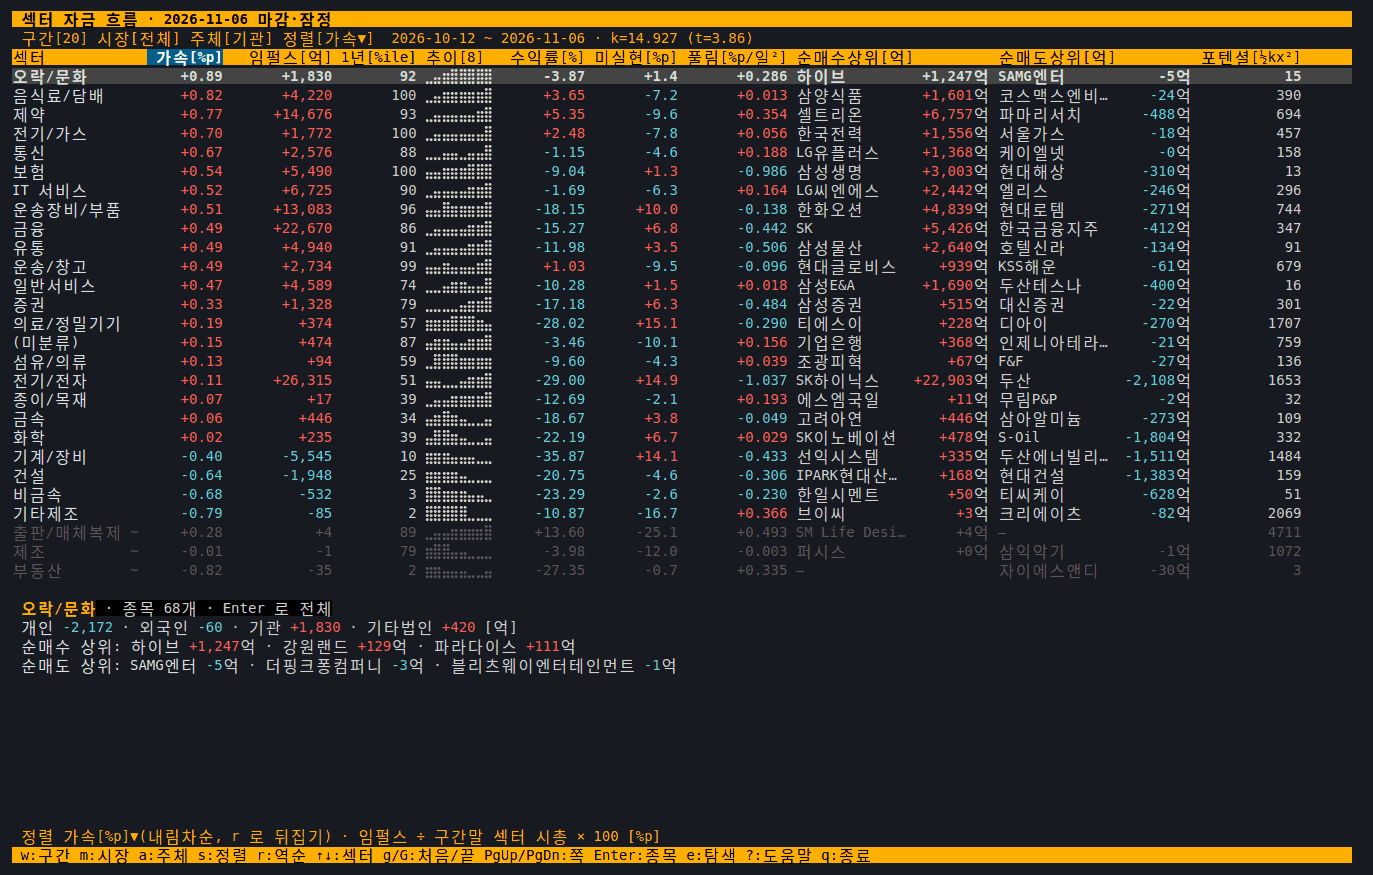 섹터 자금 흐름 · 2026-11-06 마감·잠정
구간[20] 시장[전체] 주체[기관] 정렬[가속▼] 2026-10-12 ~ 2026-11-06 · k=14.927 (t=3.86)
섹터 가속[%p] 임펄스[억] 1년[%ile] 추이[8] 수익률[%] 미실현[%p] 풀림[%p/일²] 순매수상위[억] 순매도상위[억] 포텐셜[½kx²]
오락/문화 +0.89 +1,830 92 -3.87 +1.4 +0.286 하이브 +1,247억 SAMG엔터 -5억 15
음식료/담배 +0.82 +4,220 100 +3.65 -7.2 +0.013 삼양식품 +1,601억 코스맥스엔비… -24억 390
제약 +0.77 +14,676 93 +5.35 -9.6 +0.354 셀트리온 +6,757억 파마리서치 -488억 694
전기/가스 +0.70 +1,772 100 +2.48 -7.8 +0.056 한국전력 +1,556억 서울가스 -18억 457
통신 +0.67 +2,576 88 -1.15 -4.6 +0.188 LG유플러스 +1,368억 케이엘넷 -0억 158
보험 +0.54 +5,490 100 -9.04 +1.3 -0.986 삼성생명 +3,003억 현대해상 -310억 13
IT 서비스 +0.52 +6,725 90 -1.69 -6.3 +0.164 LG씨엔에스 +2,442억 엘리스 -246억 296
운송장비/부품 +0.51 +13,083 96 -18.15 +10.0 -0.138 한화오션 +4,839억 현대로템 -271억 744
금융 +0.49 +22,670 86 -15.27 +6.8 -0.442 SK +5,426억 한국금융지주 -412억 347
유통 +0.49 +4,940 91 -11.98 +3.5 -0.506 삼성물산 +2,640억 호텔신라 -134억 91
운송/창고 +0.49 +2,734 99 +1.03 -9.5 -0.096 현대글로비스 +939억 KSS해운 -61억 679
일반서비스 +0.47 +4,589 74 -10.28 +1.5 +0.018 삼성E&A +1,690억 두산테스나 -400억 16
증권 +0.33 +1,328 79 -17.18 +6.3 -0.484 삼성증권 +515억 대신증권 -22억 301
의료/정밀기기 +0.19 +374 57 -28.02 +15.1 -0.290 티에스이 +228억 디아이 -270억 1707
(미분류) +0.15 +474 87 -3.46 -10.1 +0.156 기업은행 +368억 인제니아테라… -21억 759
섬유/의류 +0.13 +94 59 -9.60 -4.3 +0.039 조광피혁 +67억 F&F -27억 136
전기/전자 +0.11 +26,315 51 -29.00 +14.9 -1.037 SK하이닉스 +22,903억 두산 -2,108억 1653
종이/목재 +0.07 +17 39 -12.69 -2.1 +0.193 에스엠국일 +11억 무림P&P -2억 32
금속 +0.06 +446 34 -18.67 +3.8 -0.049 고려아연 +446억 삼아알미늄 -273억 109
화학 +0.02 +235 39 -22.19 +6.7 +0.029 SK이노베이션 +478억 S-Oil -1,804억 332
기계/장비 -0.40 -5,545 10 -35.87 +14.1 -0.433 선익시스템 +335억 두산에너빌리… -1,511억 1484
건설 -0.64 -1,948 25 -20.75 -4.6 -0.306 IPARK현대산… +168억 현대건설 -1,383억 159
비금속 -0.68 -532 3 -23.29 -2.6 -0.230 한일시멘트 +50억 티씨케이 -628억 51
기타제조 -0.79 -85 2 -10.87 -16.7 +0.366 브이씨 +3억 크리에이츠 -82억 2069
출판/매체복제 ~ +0.28 +4 89 +13.60 -25.1 +0.493 SM Life Desi… +4억 — 4711
제조 ~ -0.01 -1 79 -3.98 -12.0 -0.003 퍼시스 +0억 삼익악기 -1억 1072
부동산 ~ -0.82 -35 2 -27.35 -0.7 +0.335 — 자이에스앤디 -30억 3
오락/문화 · 종목 68개 · Enter 로 전체
개인 -2,172 · 외국인 -60 · 기관 +1,830 · 기타법인 +420 [억]
순매수 상위: 하이브 +1,247억 · 강원랜드 +129억 · 파라다이스 +111억
순매도 상위: SAMG엔터 -5억 · 더핑크퐁컴퍼니 -3억 · 블리츠웨이엔터테인먼트 -1억
정렬 가속[%p]▼(내림차순, r 로 뒤집기) · 임펄스 ÷ 구간말 섹터 시총 × 100 [%p]
w:구간 m:시장 a:주체 s:정렬 r:역순 ↑↓:섹터 g/G:처음/끝 PgUp/PgDn:쪽 Enter:종목 e:탐색 ?:도움말 q:종료